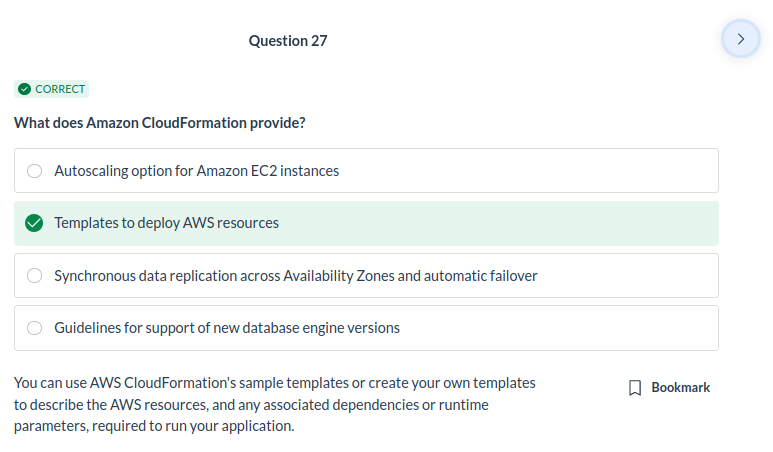 Question 27
CORRECT
What does Amazon CloudFormation provide?
Autoscaling option for Amazon EC2 instances
Templates to deploy AWS resources
Synchronous data replication across Availability Zones and automatic failover
Guidelines for support of new database engine versions
You can use AWS CloudFormation's sample templates or create your own templates
to describe the AWS resources, and any associated dependencies or runtime
parameters, required to run your application.
Bookmark